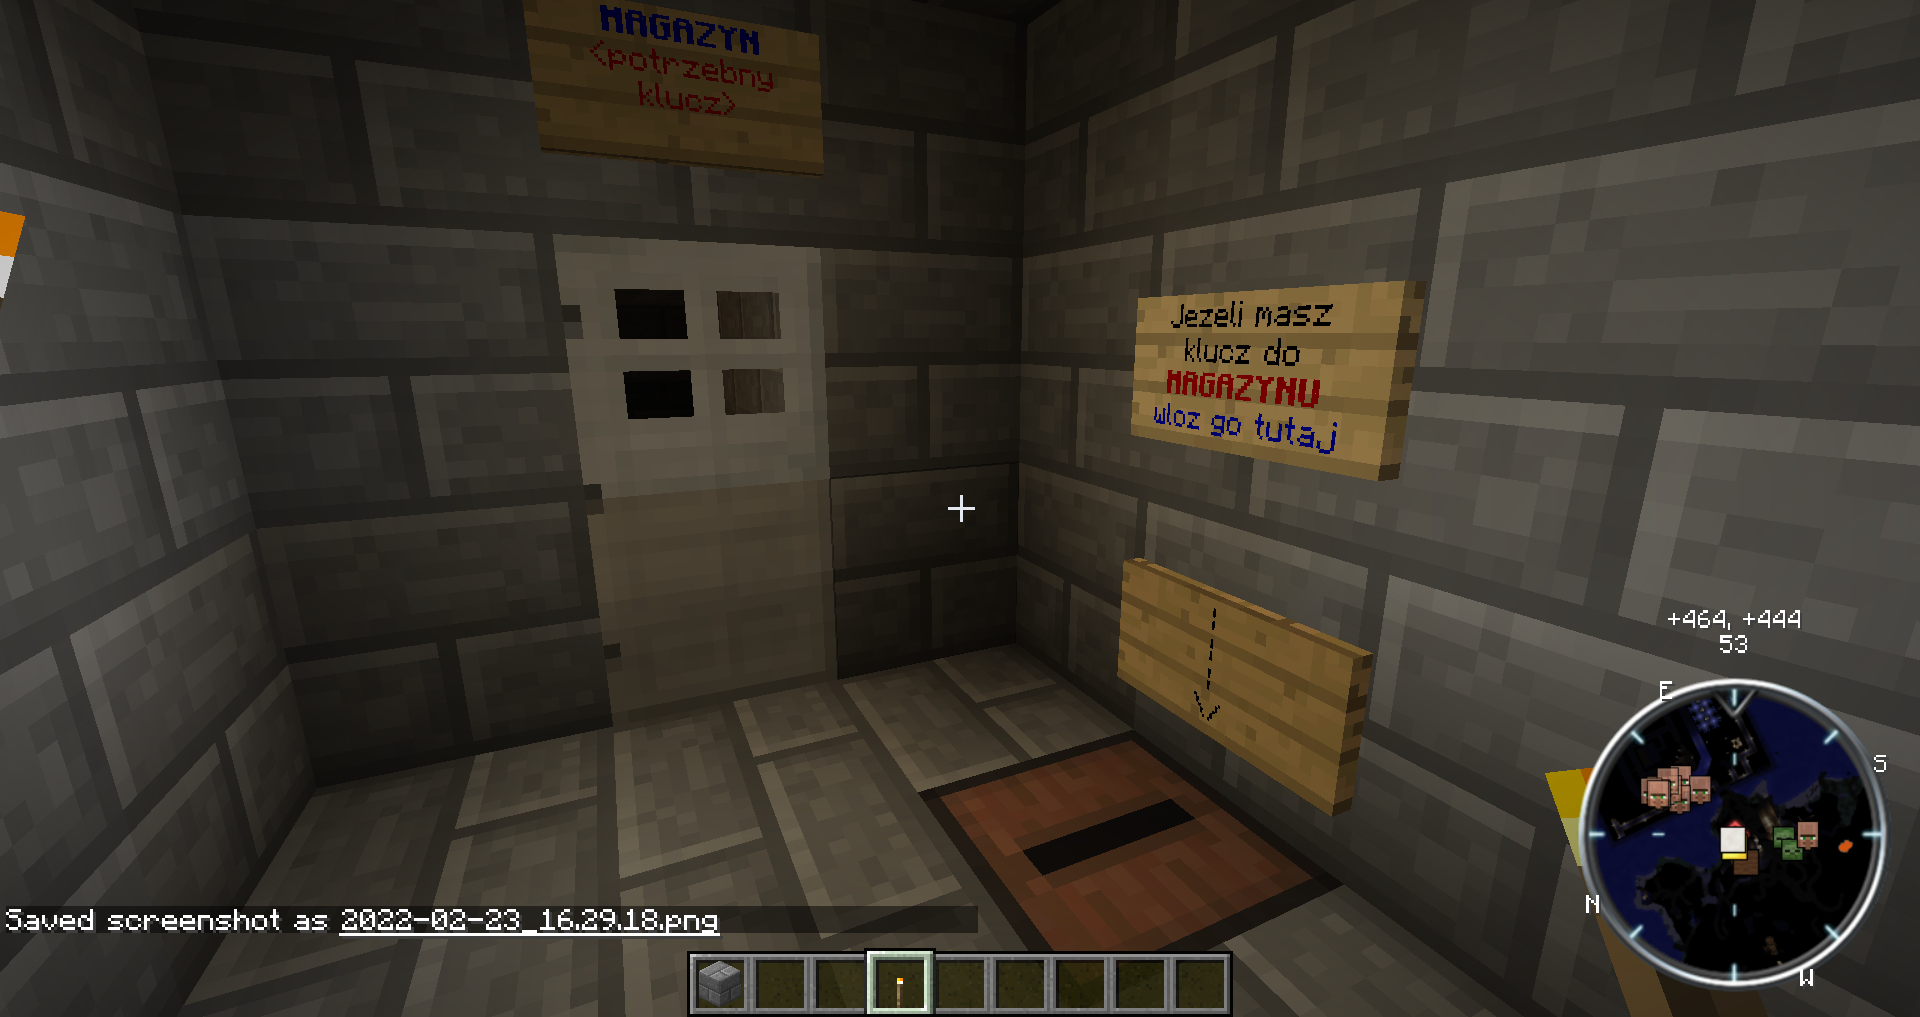 MAGAZYN
<potrzebny
klucz>
Jezeli masz
klucz do
MAGAZYNU
wloz go tutaj
+464, +444
53
E
S
N
W
Saved screenshot as 2022-02-23_16.29.18.png